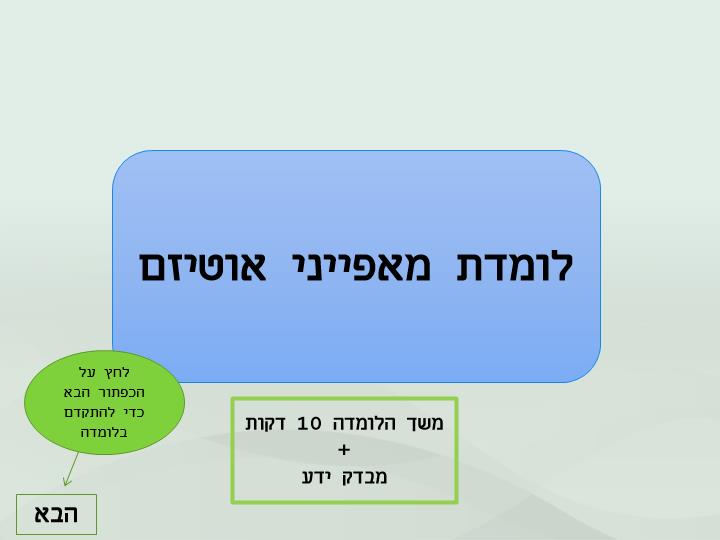 לומדת מאפייני אוטיזם
לחץ על
הכפתור הבא
כדי להתקדם
בלומדה
משך הלומדה 10 דקות
+
מבדק ידע
הבא